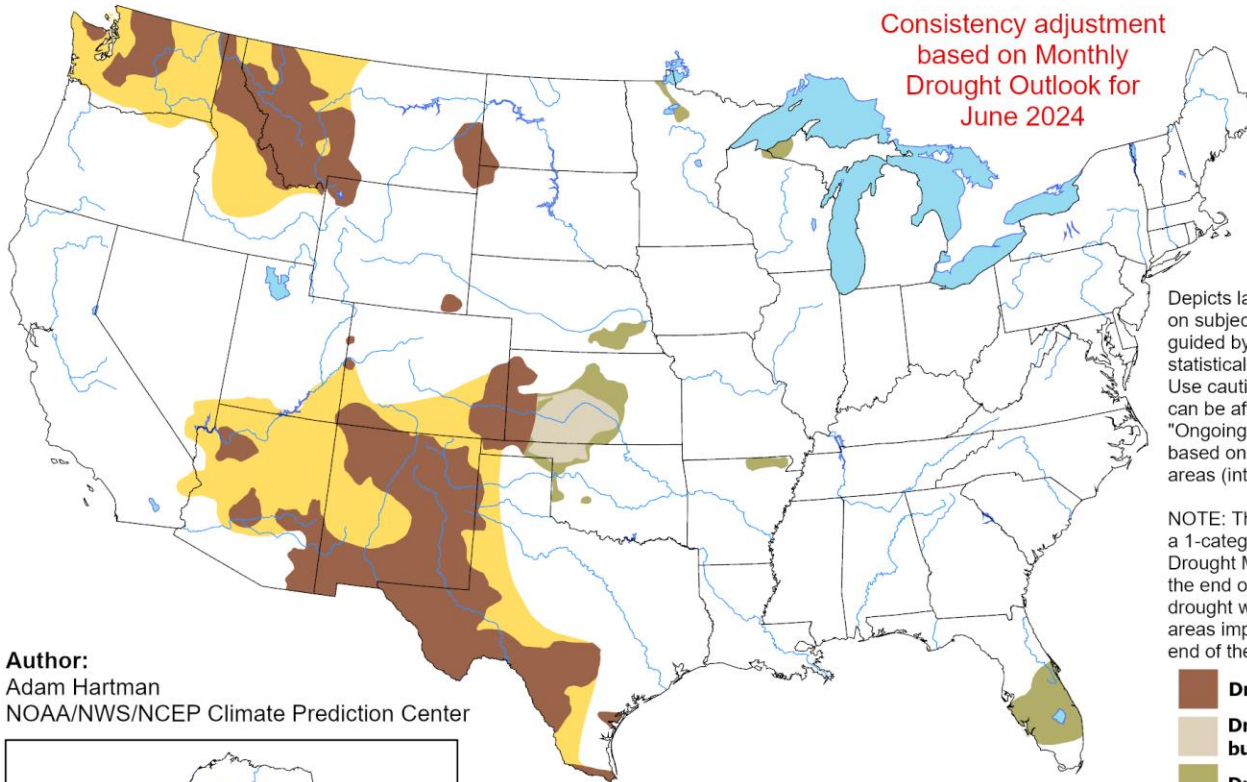 Consistency adjustment
based on Monthly
Drought Outlook for
June 2024
Depicts la
on subjec
guided by
statistical
Use cauti
can be af
"Ongoing
based on
areas (int
NOTE: Th
a 1-categ
Drought M
the end o
drought w
areas imp
end of the
Author:
Adam Hartman
NOAA/NWS/NCEP Climate Prediction Center
Dr
Dr
bu